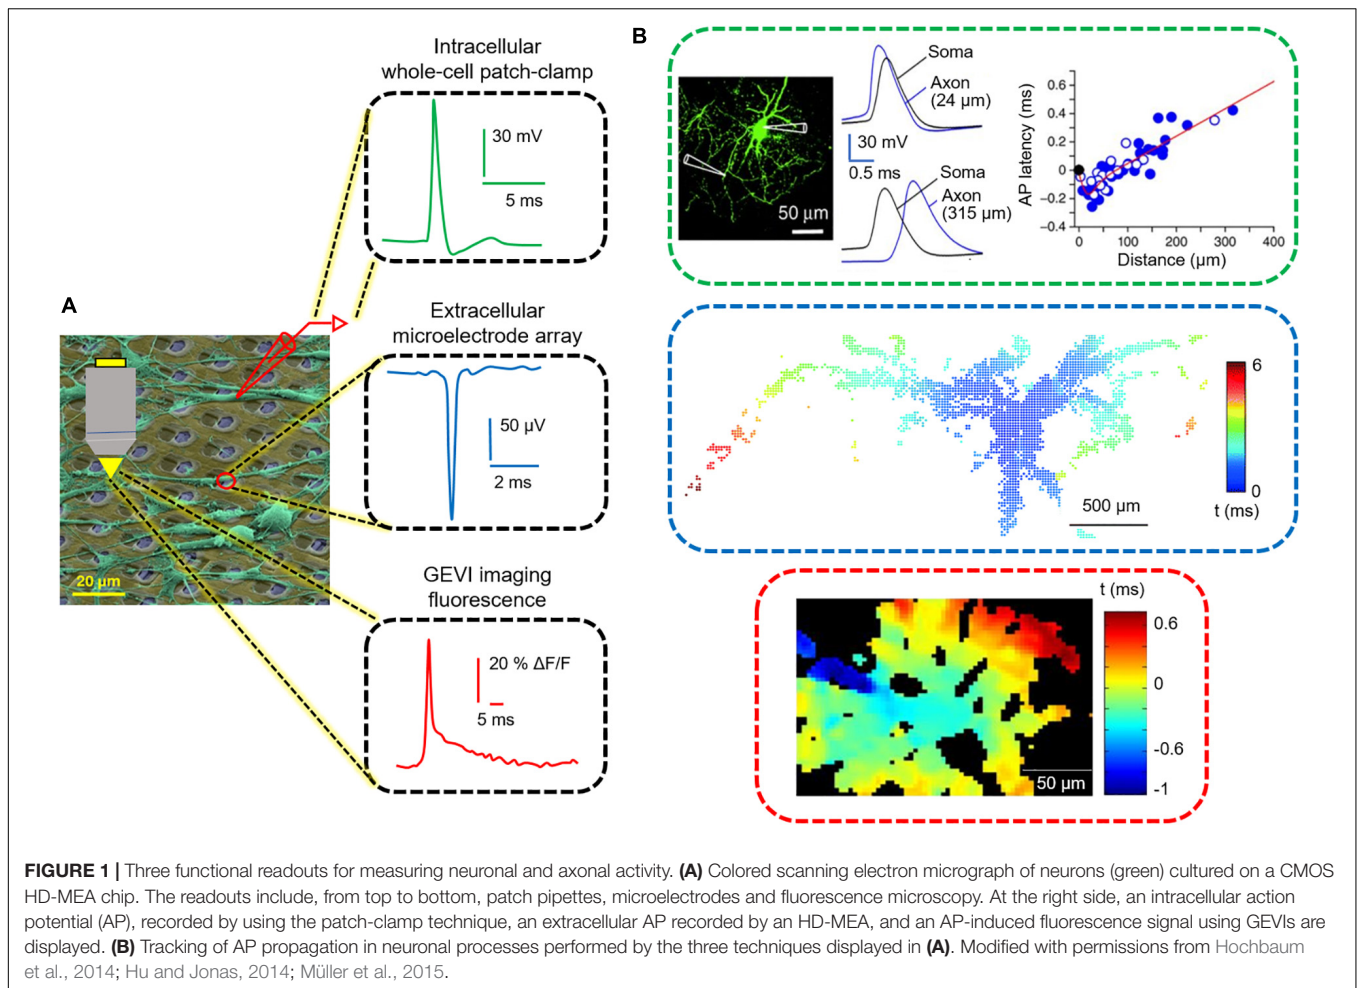 A
Intracellular
whole-cell patch-clamp
30 mV
5 ms
Extracellular
microelectrode array
50 μV
2 ms
GEVI imaging
fluorescence
20 % ΔF/F
5 ms
20 μm
B
50 μm
Soma
Axon
(24 μm)
30 mV
0.5 ms
Soma
Axon
(315 μm)
AP latency (ms)
0.6
0.4
0.2
0
–0.2
–0.4
0 100 200 300 400
Distance (μm)
6
0
t (ms)
500 μm
t (ms)
0.6
0
-0.6
-1
50 μm
FIGURE 1 | Three functional readouts for measuring neuronal and axonal activity. (A) Colored scanning electron micrograph of neurons (green) cultured on a CMOS
HD-MEA chip. The readouts include, from top to bottom, patch pipettes, microelectrodes and fluorescence microscopy. At the right side, an intracellular action
potential (AP), recorded by using the patch-clamp technique, an extracellular AP recorded by an HD-MEA, and an AP-induced fluorescence signal using GEVIs are
displayed. (B) Tracking of AP propagation in neuronal processes performed by the three techniques displayed in (A). Modified with permissions from Hochbaum
et al., 2014; Hu and Jonas, 2014; Müller et al., 2015.